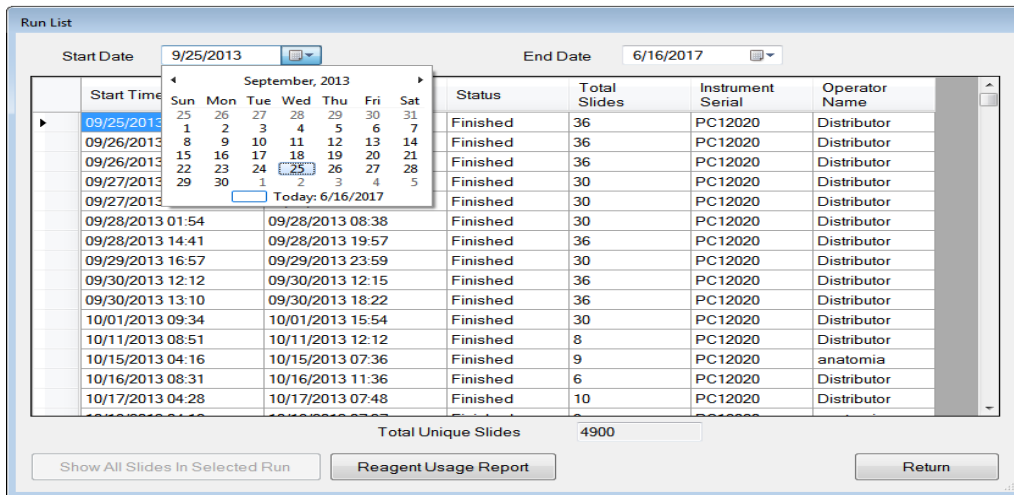 Run List
Start Date 9/25/2013 End Date 6/16/2017
September, 2013
Start Time Status Total Slides Instrument Serial Operator Name
Sun Mon Tue Wed Thu Fri Sat
25 26 27 28 29 30 31
1 2 3 4 5 6 7
8 9 10 11 12 13 14
15 16 17 18 19 20 21
22 23 24 25 26 27 28
29 30 1 2 3 4 5
Today: 6/16/2017
09/25/2013 Finished 36 PC12020 Distributor
09/26/2013 Finished 36 PC12020 Distributor
09/26/2013 Finished 36 PC12020 Distributor
09/27/2013 Finished 30 PC12020 Distributor
09/27/2013 Finished 30 PC12020 Distributor
09/28/2013 01:54 09/28/2013 08:38 Finished 30 PC12020 Distributor
09/28/2013 14:41 09/28/2013 19:57 Finished 36 PC12020 Distributor
09/29/2013 16:57 09/29/2013 23:59 Finished 30 PC12020 Distributor
09/30/2013 12:12 09/30/2013 12:15 Finished 36 PC12020 Distributor
09/30/2013 13:10 09/30/2013 18:22 Finished 36 PC12020 Distributor
10/01/2013 09:34 10/01/2013 15:54 Finished 30 PC12020 Distributor
10/11/2013 08:51 10/11/2013 12:12 Finished 8 PC12020 Distributor
10/15/2013 04:16 10/15/2013 07:36 Finished 9 PC12020 anatomia
10/16/2013 08:31 10/16/2013 11:36 Finished 6 PC12020 Distributor
10/17/2013 04:28 10/17/2013 07:48 Finished 10 PC12020 Distributor
Total Unique Slides 4900
Show All Slides In Selected Run Reagent Usage Report Return